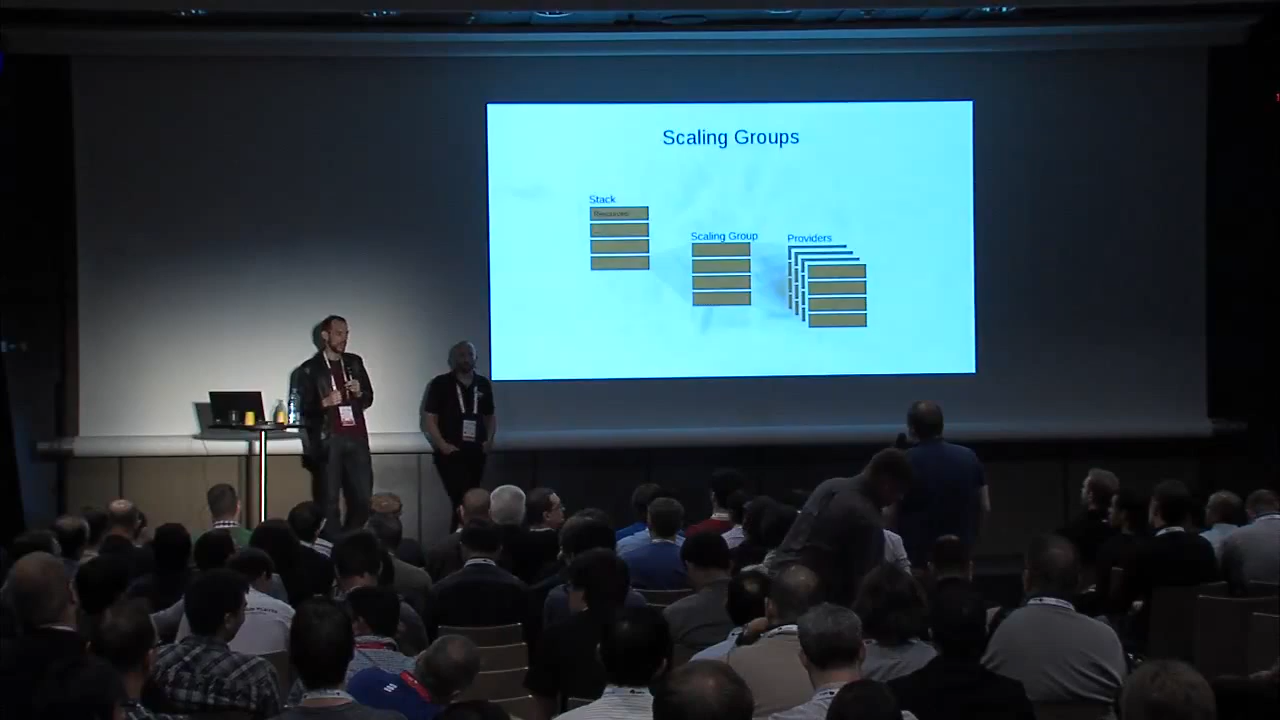 Scaling Groups
Stack
Resources
Scaling Group
Providers